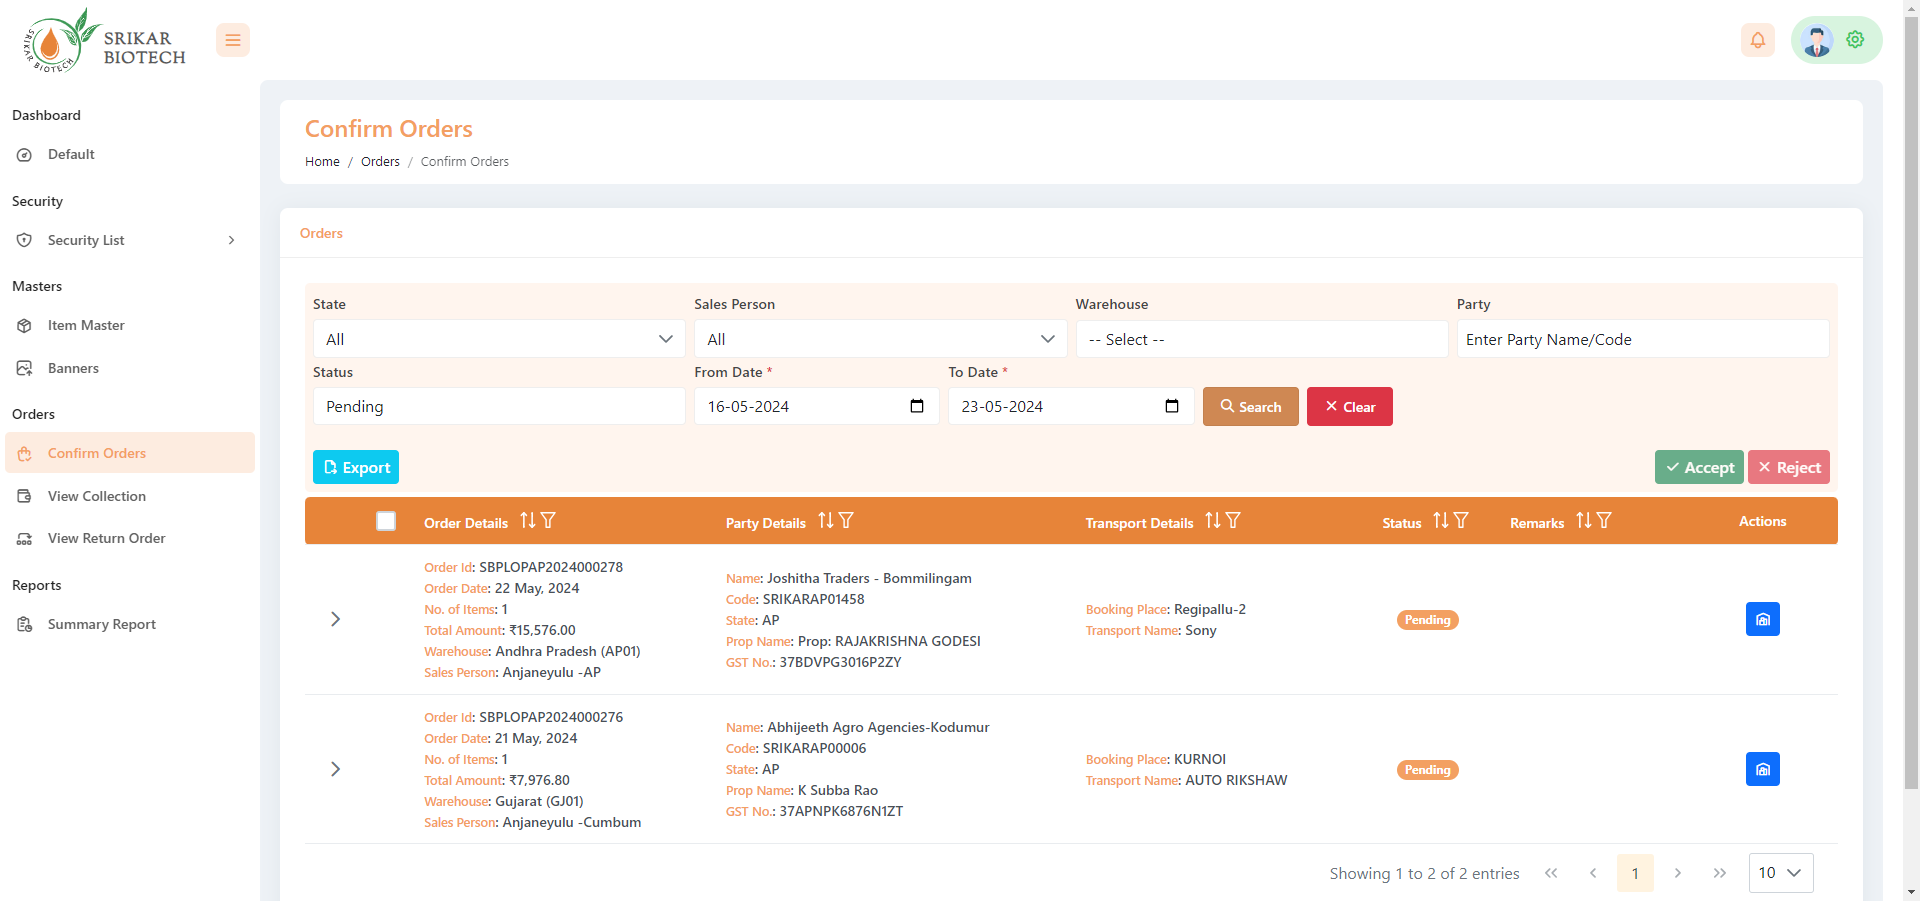 SRIKAR BIOTECH
SRIKAR
BIOTECH
Dashboard
Default
Security
Security List
Masters
Item Master
Banners
Orders
Confirm Orders
View Collection
View Return Order
Reports
Summary Report
Confirm Orders
Home / Orders / Confirm Orders
Orders
State Sales Person Warehouse Party
All All -- Select -- Enter Party Name/Code
Status From Date * To Date *
Pending 16-05-2024 23-05-2024 Search Clear
Export Accept Reject
Order Details Party Details Transport Details Status Remarks Actions
Order Id: SBPLOPAP2024000278
Order Date: 22 May, 2024
No. of Items: 1
Total Amount: ₹15,576.00
Warehouse: Andhra Pradesh (AP01)
Sales Person: Anjaneyulu -AP
Name: Joshitha Traders - Bommilingam
Code: SRIKARAP01458
State: AP
Prop Name: Prop: RAJAKRISHNA GODESI
GST No.: 37BDVPG3016P2ZY
Booking Place: Regipallu-2
Transport Name: Sony
Pending
Order Id: SBPLOPAP2024000276
Order Date: 21 May, 2024
No. of Items: 1
Total Amount: ₹7,976.80
Warehouse: Gujarat (GJ01)
Sales Person: Anjaneyulu -Cumbum
Name: Abhijeeth Agro Agencies-Kodumur
Code: SRIKARAP00006
State: AP
Prop Name: K Subba Rao
GST No.: 37APNPK6876N1ZT
Booking Place: KURNOI
Transport Name: AUTO RIKSHAW
Pending
Showing 1 to 2 of 2 entries 1 10